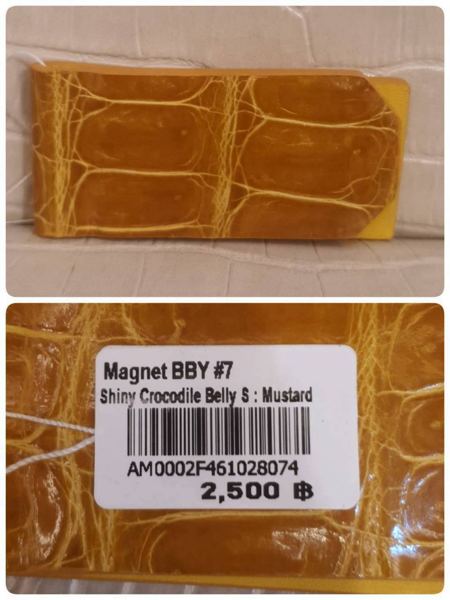 Magnet BBY #7
Shiny Crocodile Belly S : Mustard
AM0002F461028074
2,500 ฿